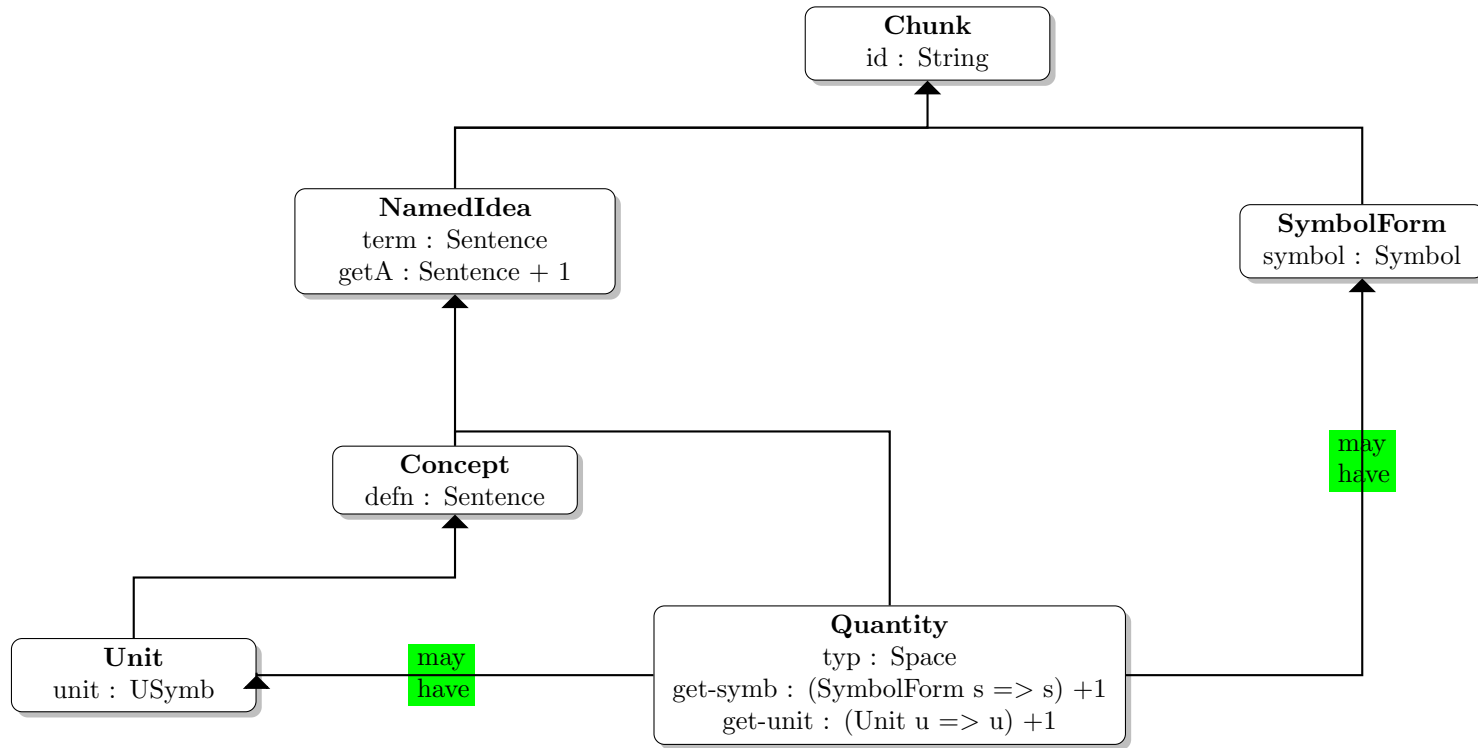 Chunk
id : String
NamedIdea
term : Sentence
getA : Sentence + 1
SymbolForm
symbol : Symbol
may
have
Concept
defn : Sentence
Unit
unit : USymb
may
have
Quantity
typ : Space
get-symb : (SymbolForm s => s) +1
get-unit : (Unit u => u) +1